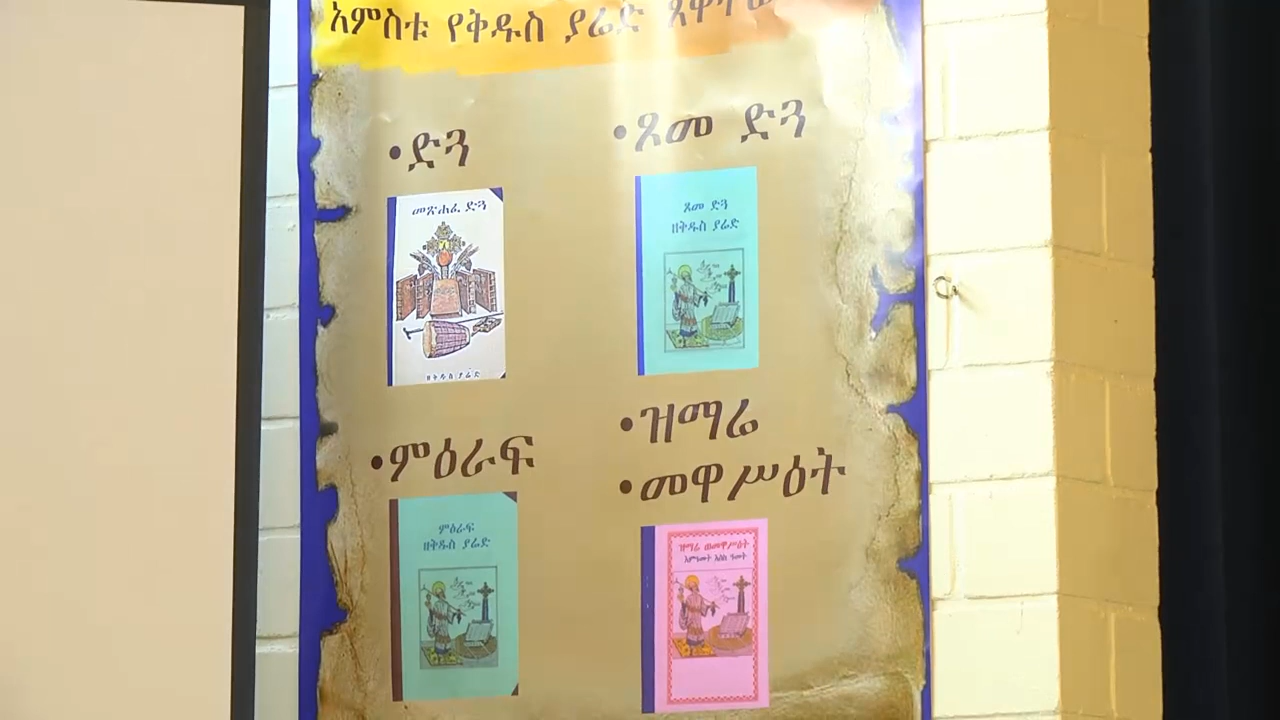 አምስቱ የቅዱስ ያሬድ
•ድጓ
•ጾመ ድጓ
መጽሐፈ ድጓ
ዘቅዱስ ያሬድ
ጾመ ድጓ
ዘቅዱስ ያሬድ
•ምዕራፍ
•ዝማሬ
•መዋሥዕት
ምዕራፍ
ዘቅዱስ ያሬድ
ዝማሬ ወመዋሥዕት